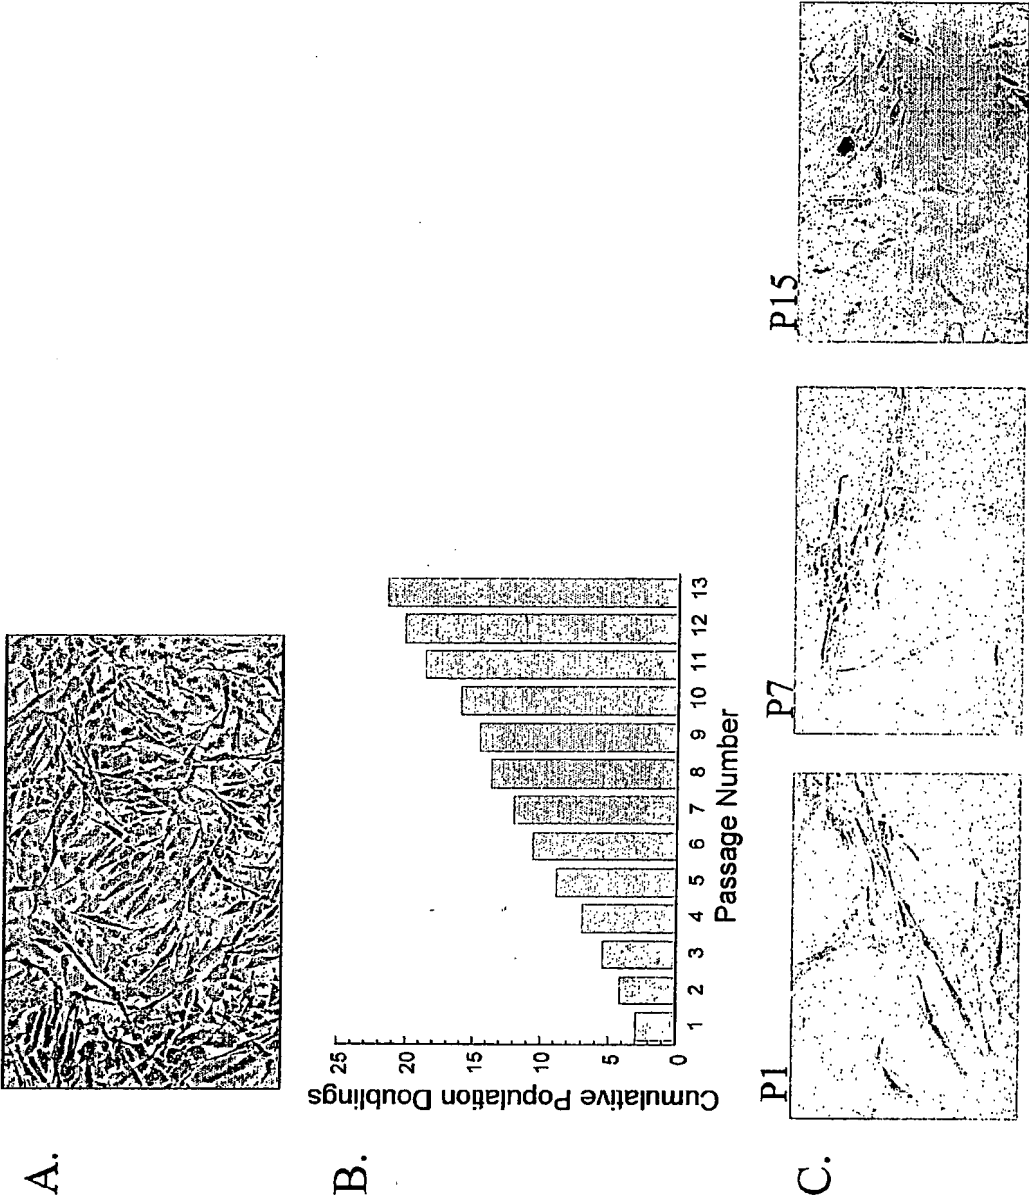 A.
B.
Cumulative Population Doublings
25
20
15
10
5
0
1 2 3 4 5 6 7 8 9 10 11 12 13
Passage Number
C.
P1
P7
P15